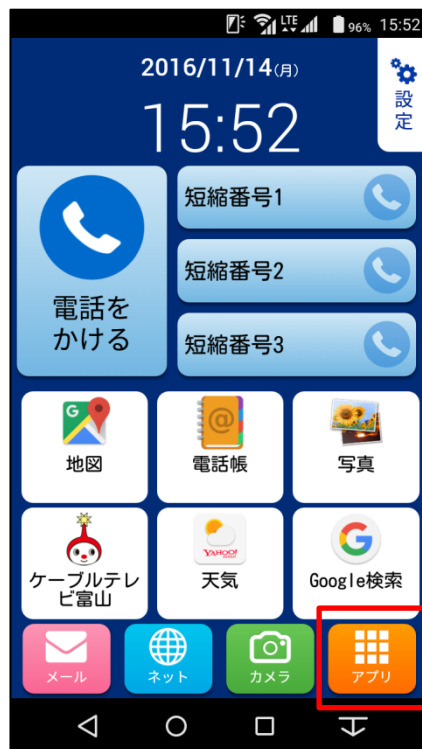 LTE 96% 15:52
2016/11/14(月)
15:52
設定
短縮番号1
短縮番号2
短縮番号3
電話を
かける
G
@
地図
電話帳
写真
YAHOO!
G
ケーブルテレ
ビ富山
天気
Google検索
メール
ネット
カメラ
アプリ